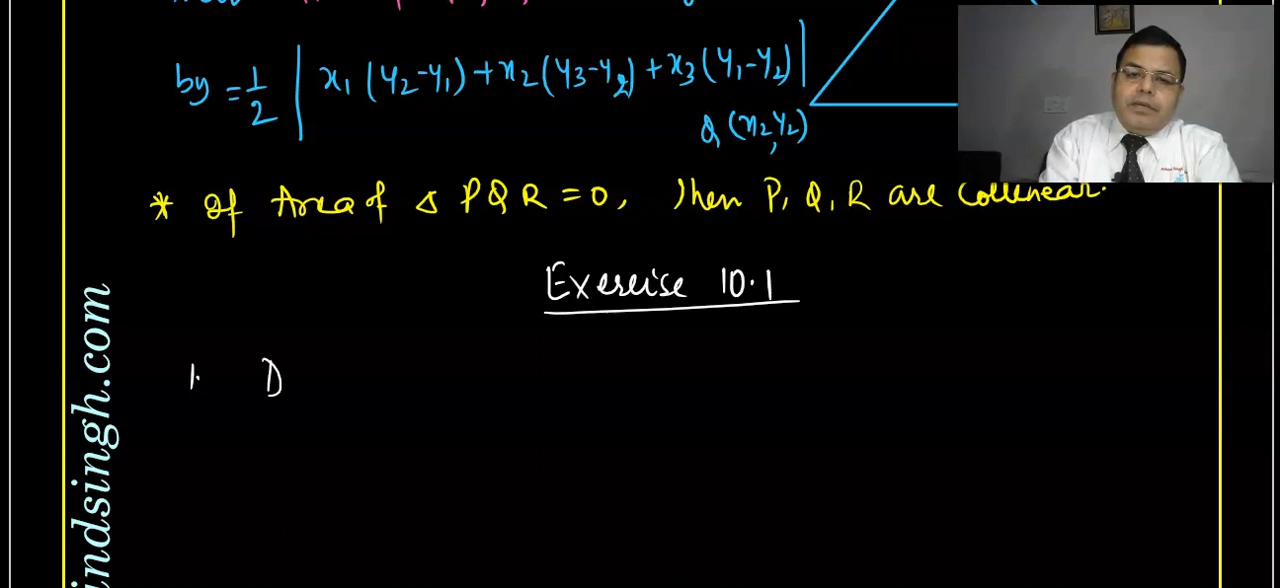 by = 1/2 | x₁ (y₂-y₁) + x₂ (y₃-y₂) + x₃ (y₁-y₂) |
Q (x₂, y₂)
* If Area of Δ PQR = 0, Then P, Q, R are Collinear.
Exercise 10.1
1. D
indsingh.com